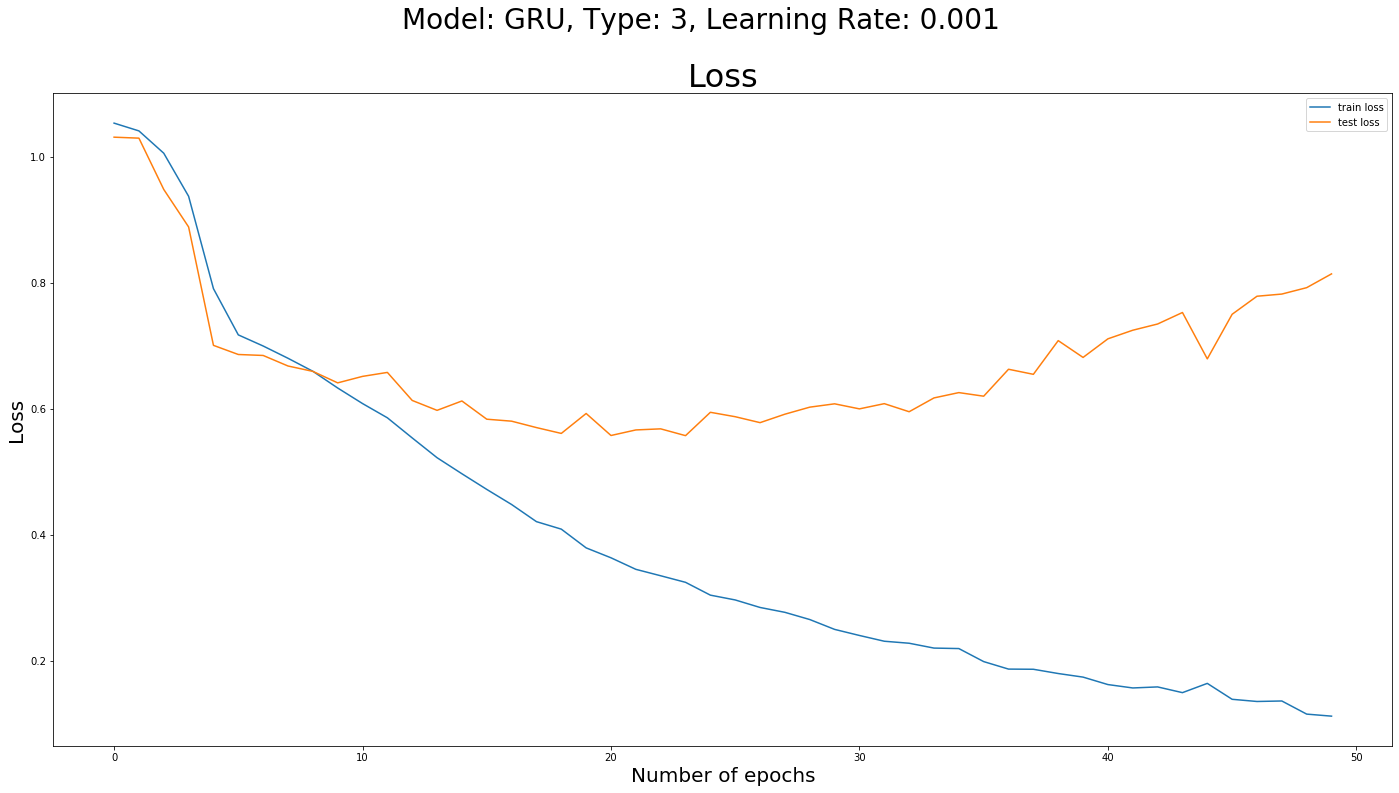 Model: GRU, Type: 3, Learning Rate: 0.001
Loss
train loss
test loss
1.0
0.8
0.6
0.4
0.2
Loss
0 10 20 30 40 50
Number of epochs